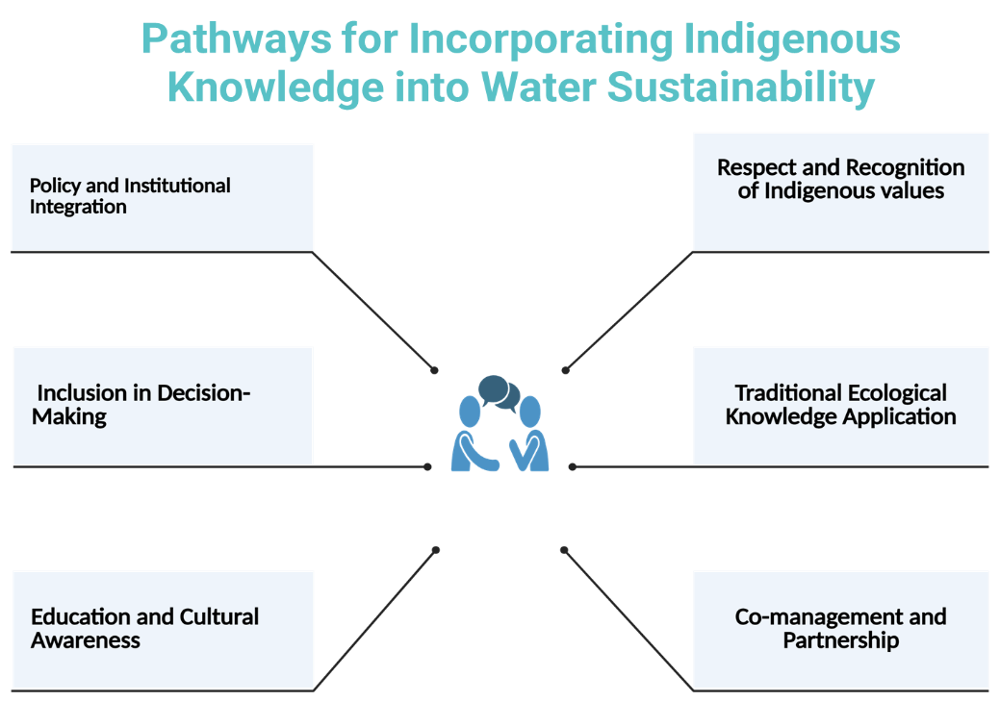 Pathways for Incorporating Indigenous
Knowledge into Water Sustainability
Policy and Institutional
Integration
Respect and Recognition
of Indigenous values
Inclusion in Decision-
Making
Traditional Ecological
Knowledge Application
Education and Cultural
Awareness
Co-management and
Partnership